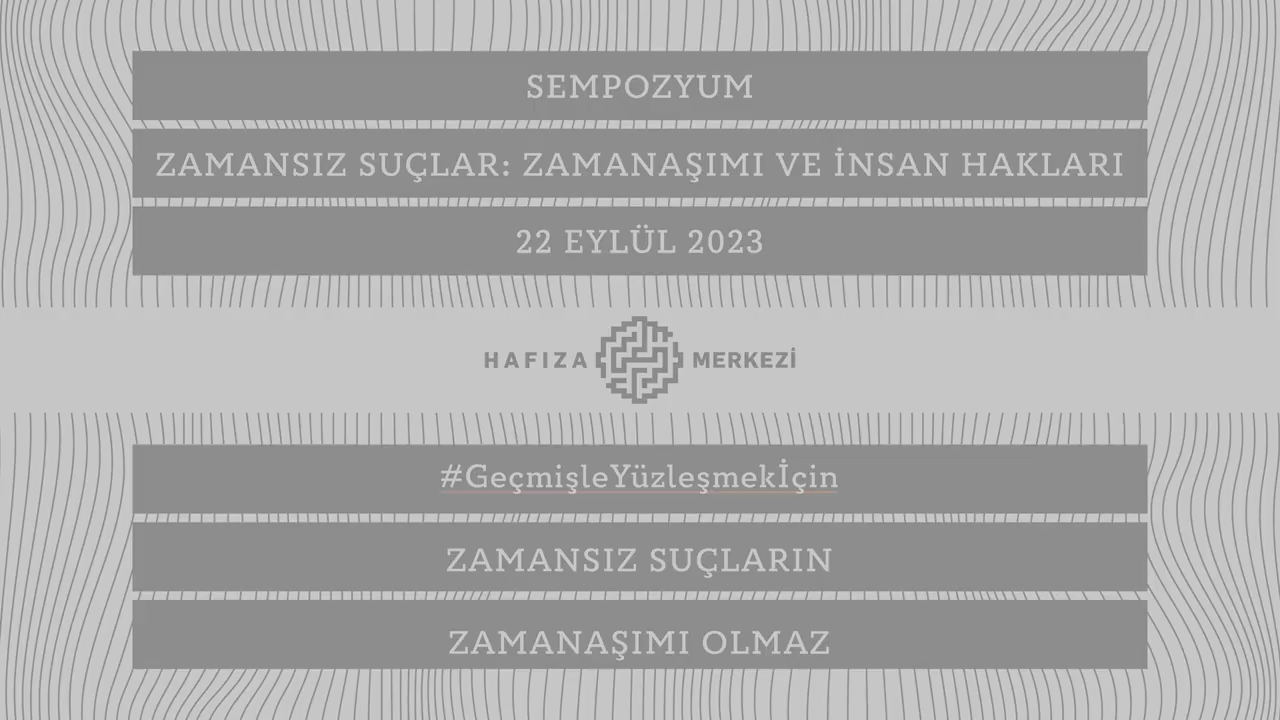 SEMPOZYUM
ZAMANSIZ SUÇLAR: ZAMANAŞIMI VE İNSAN HAKLARI
22 EYLÜL 2023
HAFIZA MERKEZİ
#GeçmişleYüzleşmekİçin
ZAMANSIZ SUÇLARIN
ZAMANAŞIMI OLMAZ